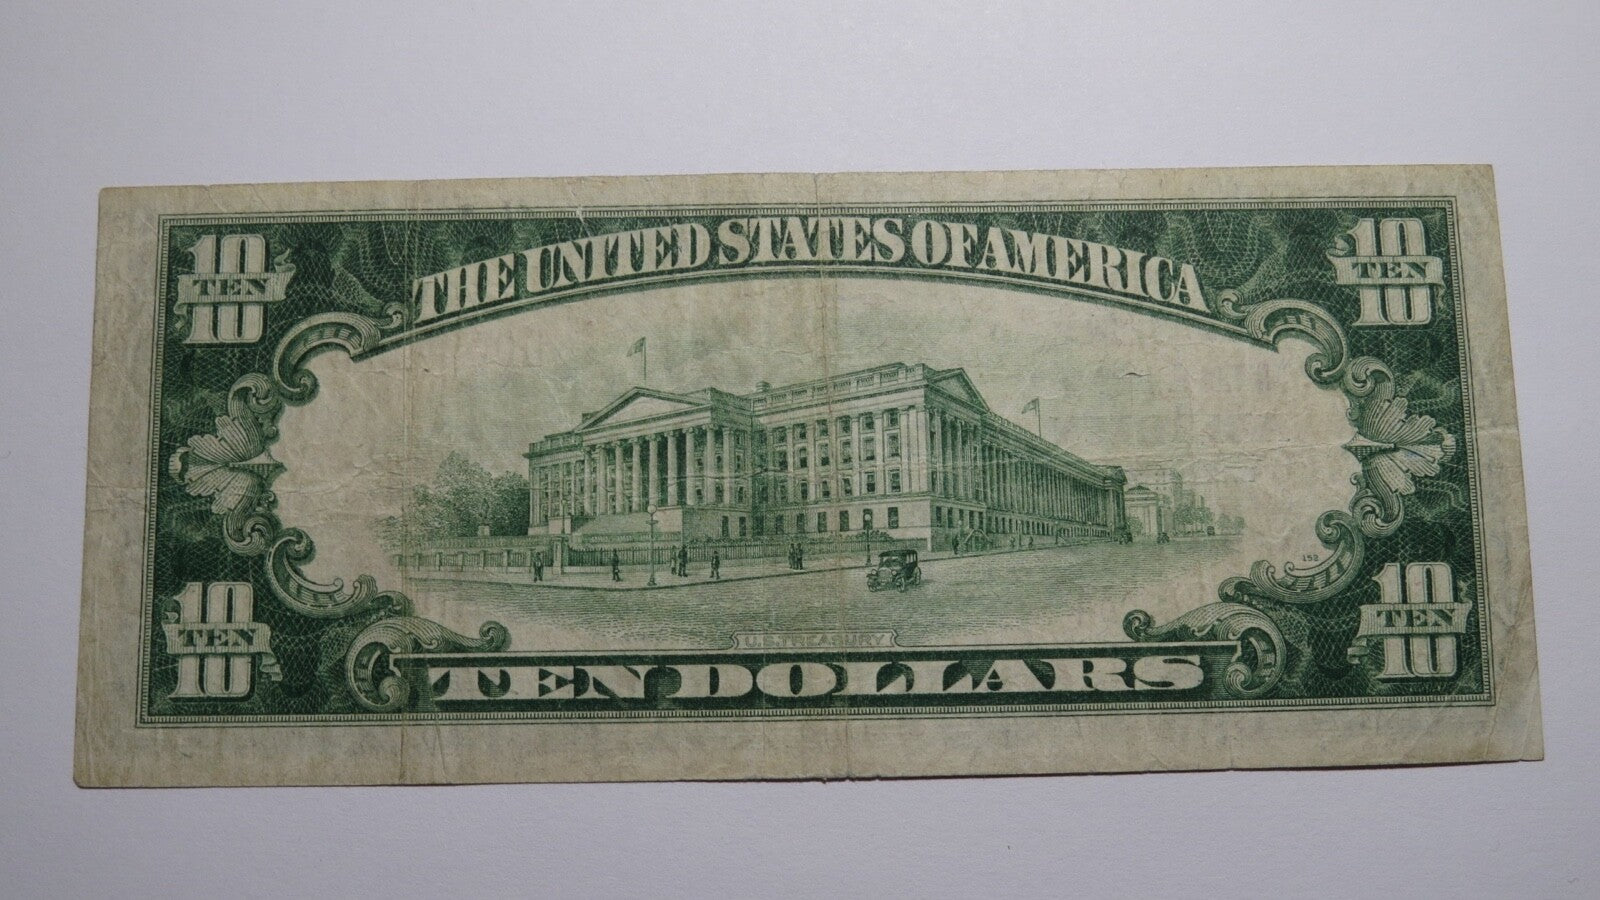 THE UNITED STATES OF AMERICA
10 10
TEN TEN
10 10
152
10 10
TEN TEN
10 10
U.S. TREASURY
TEN DOLLARS